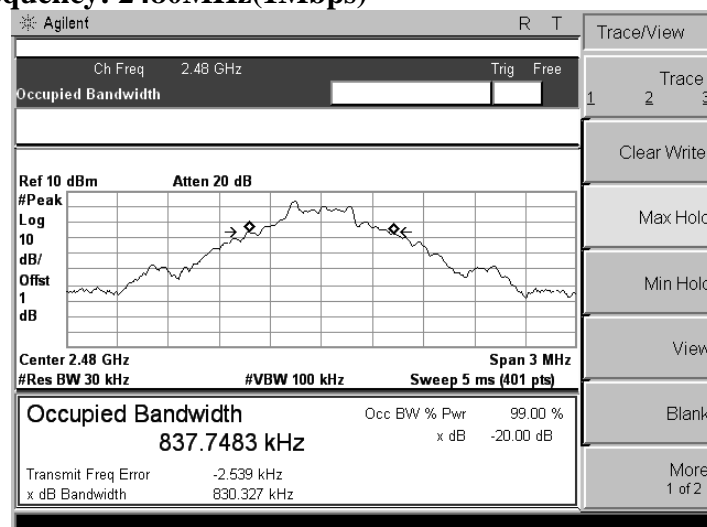 quency: 2480MHz(1Mbps)
Agilent R T
Trace/View
Ch Freq 2.48 GHz Trig Free
Occupied Bandwidth
Trace
1 2 3
Clear Write
Ref 10 dBm Atten 20 dB
#Peak
Log
10
dB/
Offst
1
dB
Max Hold
Min Hold
View
Center 2.48 GHz Span 3 MHz
#Res BW 30 kHz #VBW 100 kHz Sweep 5 ms (401 pts)
Occupied Bandwidth Occ BW % Pwr 99.00 %
837.7483 kHz x dB -20.00 dB
Blank
Transmit Freq Error -2.539 kHz
x dB Bandwidth 830.327 kHz
More
1 of 2